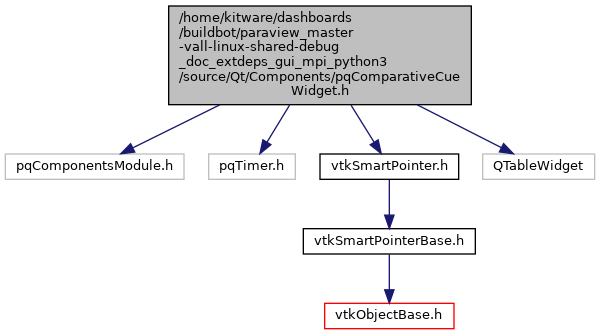 /home/kitware/dashboards
/buildbot/paraview_master
-vall-linux-shared-debug
_doc_extdeps_gui_mpi_python3
/source/Qt/Components/pqComparativeCue
Widget.h
pqComponentsModule.h
pqTimer.h
vtkSmartPointer.h
QTableWidget
vtkSmartPointerBase.h
vtkObjectBase.h